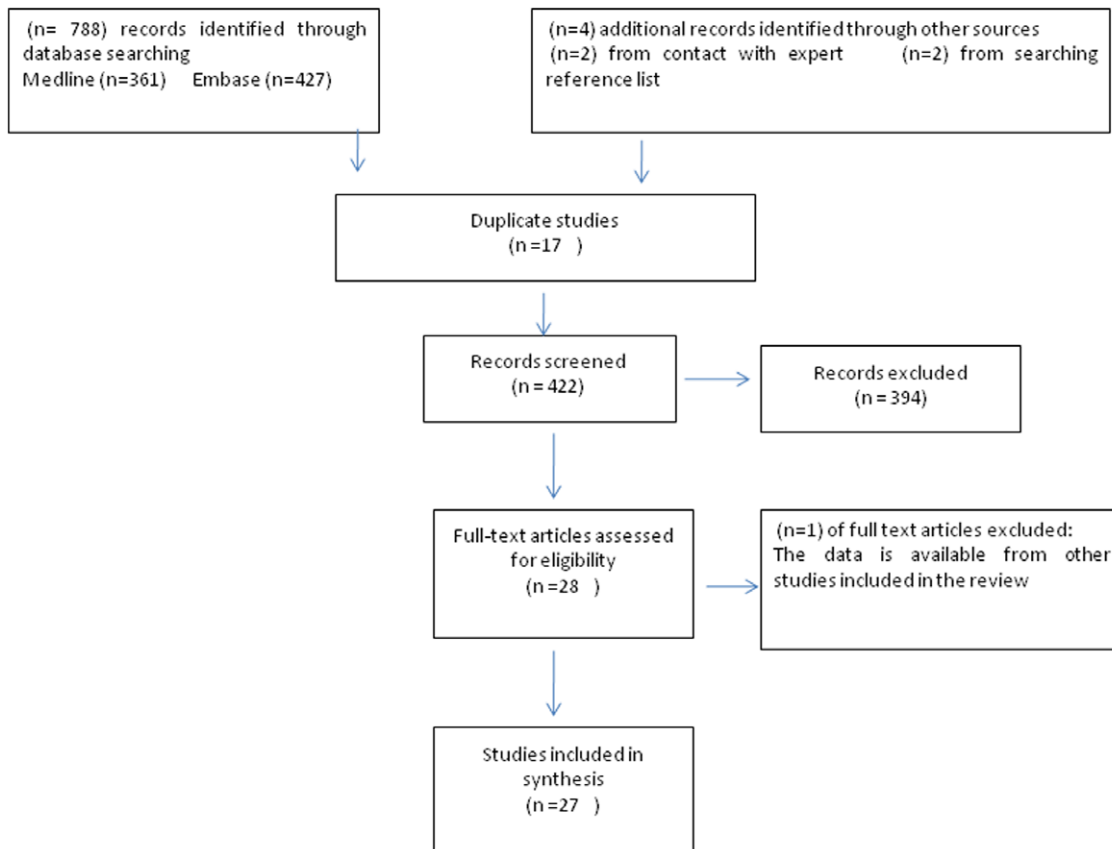 (n= 788) records identified through
database searching
Medline (n=361) Embase (n=427)
(n=4) additional records identified through other sources
(n=2) from contact with expert (n=2) from searching
reference list
Duplicate studies
(n =17 )
Records screened
(n = 422)
Records excluded
(n = 394)
Full-text articles assessed
for eligibility
(n =28 )
(n=1) of full text articles excluded:
The data is available from other
studies included in the review
Studies included in
synthesis
(n =27 )